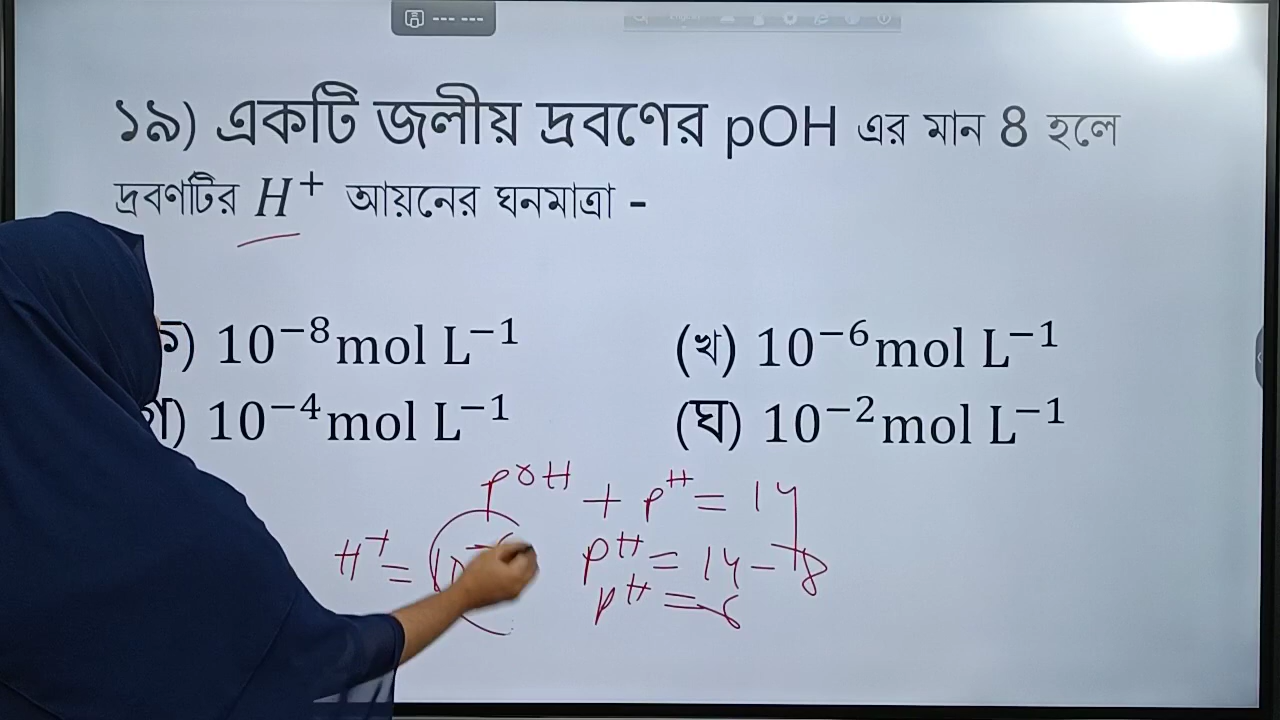 ১৯) একটি জলীয় দ্রবণের pOH এর মান 8 হলে
দ্রবণটির H⁺ আয়নের ঘনমাত্রা -
ক) 10⁻⁸mol L⁻¹ (খ) 10⁻⁶mol L⁻¹
গ) 10⁻⁴mol L⁻¹ (ঘ) 10⁻²mol L⁻¹
pOH + pH = 14
H⁺ = pH = 14 - 8
pH = 6